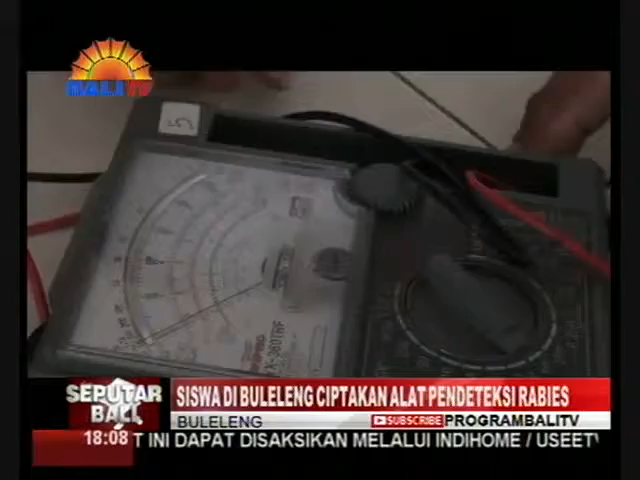 BALI TV
5
SEPUTAR
BALI
SISWA DI BULELENG CIPTAKAN ALAT PENDETEKSI RABIES
BULELENG
SUBSCRIBE PROGRAMBALITV
18:08
T INI DAPAT DISAKSIKAN MELALUI INDIHOME / USEETV